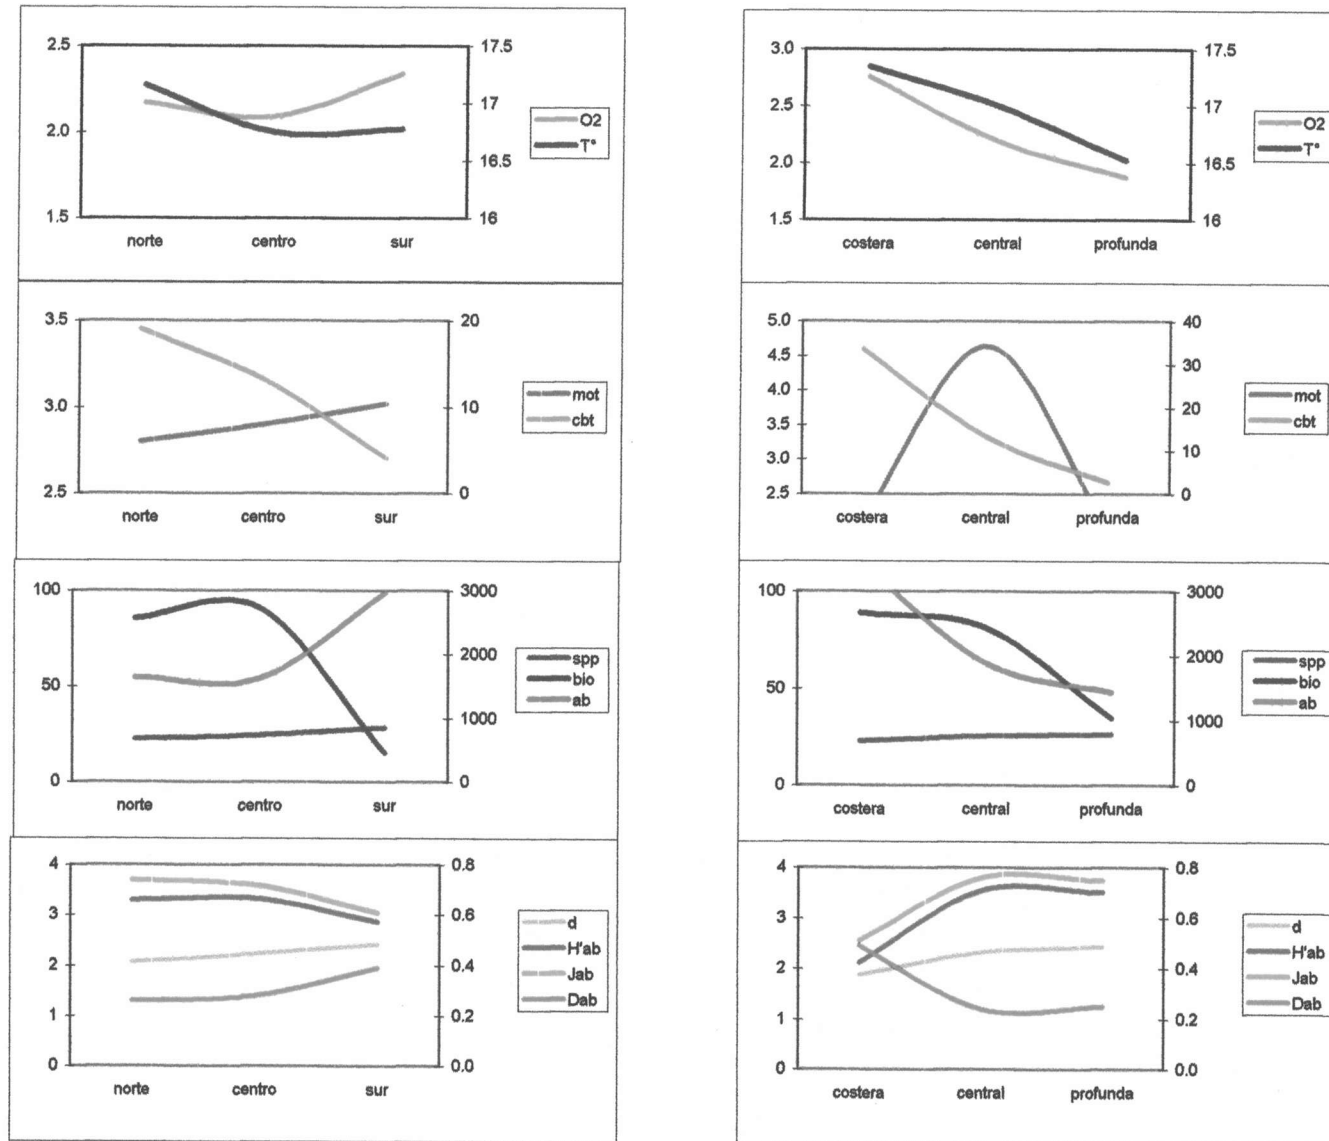 2.5
2.0
1.5
17.5
17
16.5
16
norte centro sur
O2
T°
3.0
2.5
2.0
1.5
17.5
17
16.5
16
costera central profunda
O2
T°
3.5
3.0
2.5
20
10
0
norte centro sur
mot
cbt
5.0
4.5
4.0
3.5
3.0
2.5
40
30
20
10
0
costera central profunda
mot
cbt
100
50
0
3000
2000
1000
0
norte centro sur
spp
bio
ab
100
50
0
3000
2000
1000
0
costera central profunda
spp
bio
ab
4
3
2
1
0
0.8
0.6
0.4
0.2
0.0
norte centro sur
d
H'ab
Jab
Dab
4
3
2
1
0
0.8
0.6
0.4
0.2
0.0
costera central profunda
d
H'ab
Jab
Dab